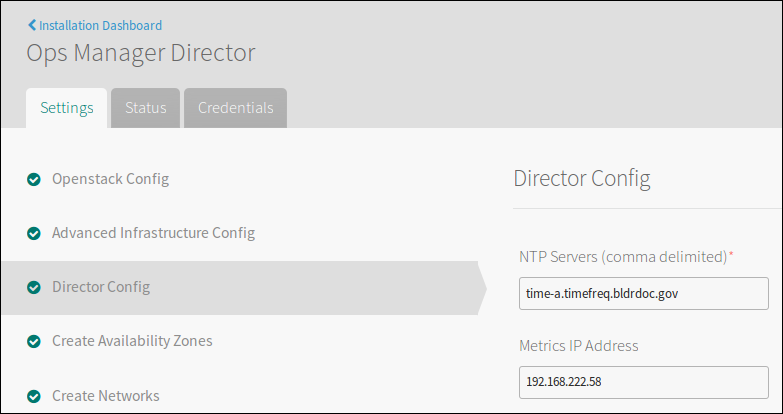 Installation Dashboard
Ops Manager Director
Settings
Status
Credentials
Openstack Config
Advanced Infrastructure Config
Director Config
Create Availability Zones
Create Networks
Director Config
NTP Servers (comma delimited)*
time-a.timefreq.bldrdoc.gov
Metrics IP Address
192.168.222.58